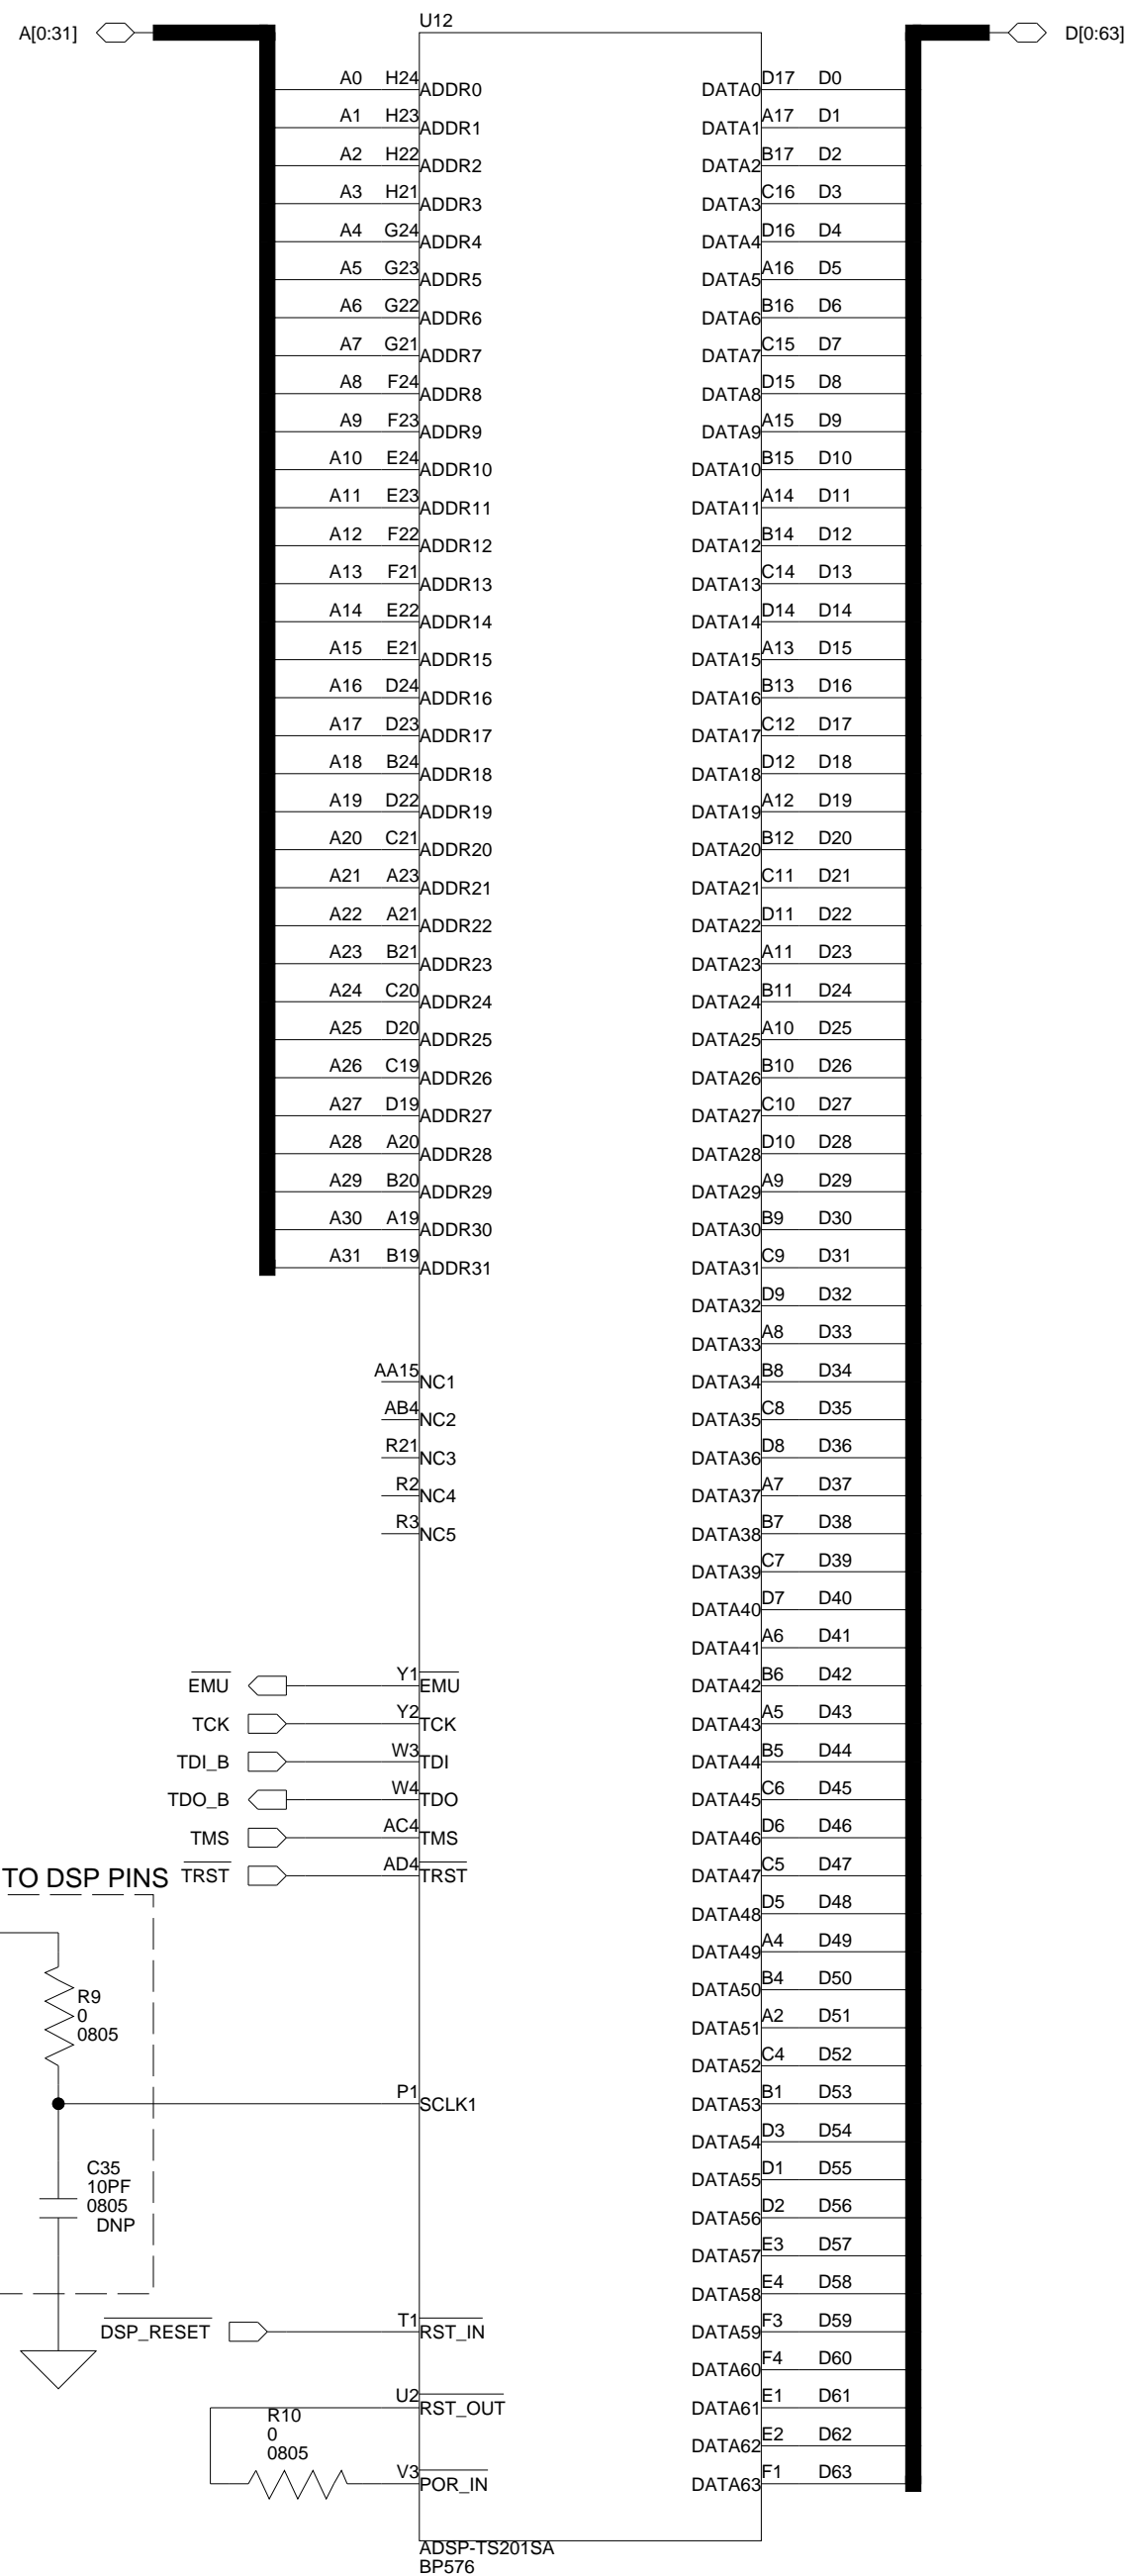 U12
A[0:31] D[0:63]
A0 H24 ADDR0 DATA0 D17 D0
A1 H23 ADDR1 DATA1 A17 D1
A2 H22 ADDR2 DATA2 B17 D2
A3 H21 ADDR3 DATA3 C16 D3
A4 G24 ADDR4 DATA4 D16 D4
A5 G23 ADDR5 DATA5 A16 D5
A6 G22 ADDR6 DATA6 B16 D6
A7 G21 ADDR7 DATA7 C15 D7
A8 F24 ADDR8 DATA8 D15 D8
A9 F23 ADDR9 DATA9 A15 D9
A10 E24 ADDR10 DATA10 B15 D10
A11 E23 ADDR11 DATA11 A14 D11
A12 F22 ADDR12 DATA12 B14 D12
A13 F21 ADDR13 DATA13 C14 D13
A14 E22 ADDR14 DATA14 D14 D14
A15 E21 ADDR15 DATA15 A13 D15
A16 D24 ADDR16 DATA16 B13 D16
A17 D23 ADDR17 DATA17 C12 D17
A18 B24 ADDR18 DATA18 D12 D18
A19 D22 ADDR19 DATA19 A12 D19
A20 C21 ADDR20 DATA20 B12 D20
A21 A23 ADDR21 DATA21 C11 D21
A22 A21 ADDR22 DATA22 D11 D22
A23 B21 ADDR23 DATA23 A11 D23
A24 C20 ADDR24 DATA24 B11 D24
A25 D20 ADDR25 DATA25 A10 D25
A26 C19 ADDR26 DATA26 B10 D26
A27 D19 ADDR27 DATA27 C10 D27
A28 A20 ADDR28 DATA28 D10 D28
A29 B20 ADDR29 DATA29 A9 D29
A30 A19 ADDR30 DATA30 B9 D30
A31 B19 ADDR31 DATA31 C9 D31
DATA32 D9 D32
DATA33 A8 D33
AA15 NC1 DATA34 B8 D34
AB4 NC2 DATA35 C8 D35
R21 NC3 DATA36 D8 D36
R2 NC4 DATA37 A7 D37
R3 NC5 DATA38 B7 D38
DATA39 C7 D39
DATA40 D7 D40
DATA41 A6 D41
EMU Y1 EMU DATA42 B6 D42
TCK Y2 TCK DATA43 A5 D43
TDI_B W3 TDI DATA44 B5 D44
TDO_B W4 TDO DATA45 C6 D45
TMS AC4 TMS DATA46 D6 D46
TRST AD4 TRST DATA47 C5 D47
TO DSP PINS
DATA48 D5 D48
DATA49 A4 D49
DATA50 B4 D50
R9
0
0805
DATA51 A2 D51
DATA52 C4 D52
P1 SCLK1 DATA53 B1 D53
DATA54 D3 D54
DATA55 D1 D55
C35
10PF
0805
DNP
DATA56 D2 D56
DATA57 E3 D57
DATA58 E4 D58
DSP_RESET T1 RST_IN DATA59 F3 D59
DATA60 F4 D60
U2 RST_OUT DATA61 E1 D61
R10
0
0805
DATA62 E2 D62
V3 POR_IN DATA63 F1 D63
ADSP-TS201SA
BP576